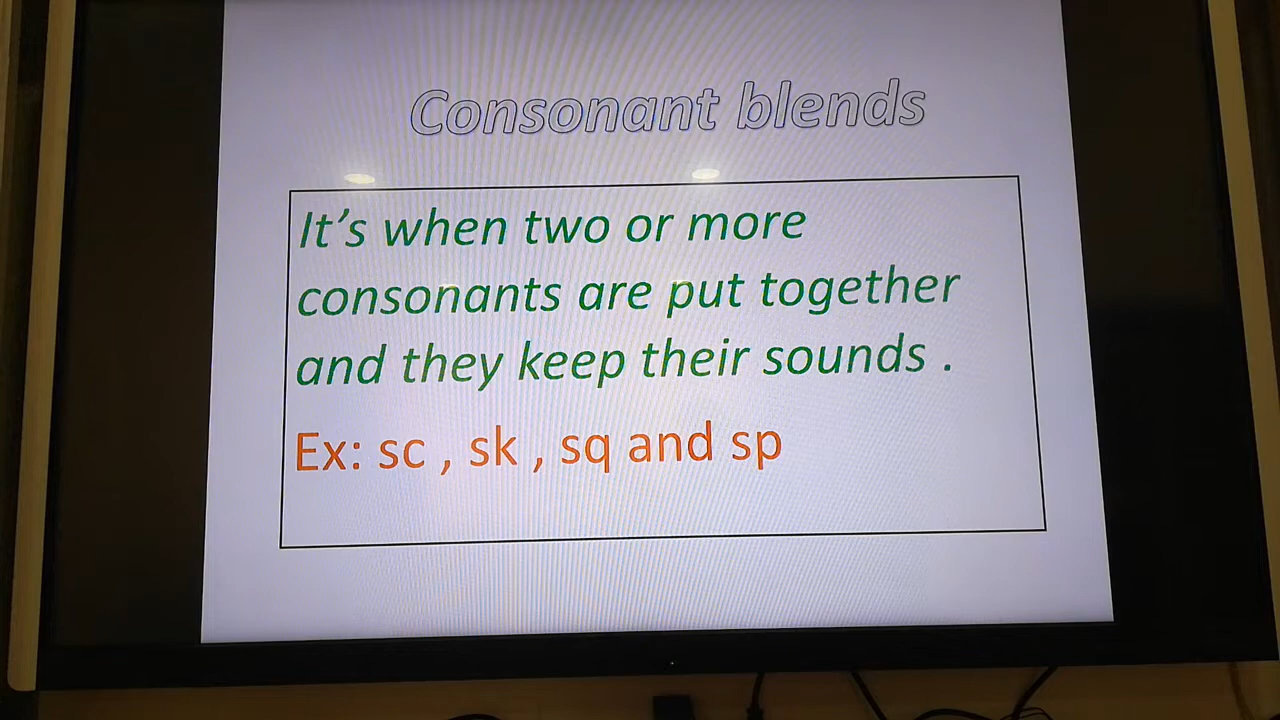 Consonant blends
It's when two or more
consonants are put together
and they keep their sounds .
Ex: sc , sk , sq and sp